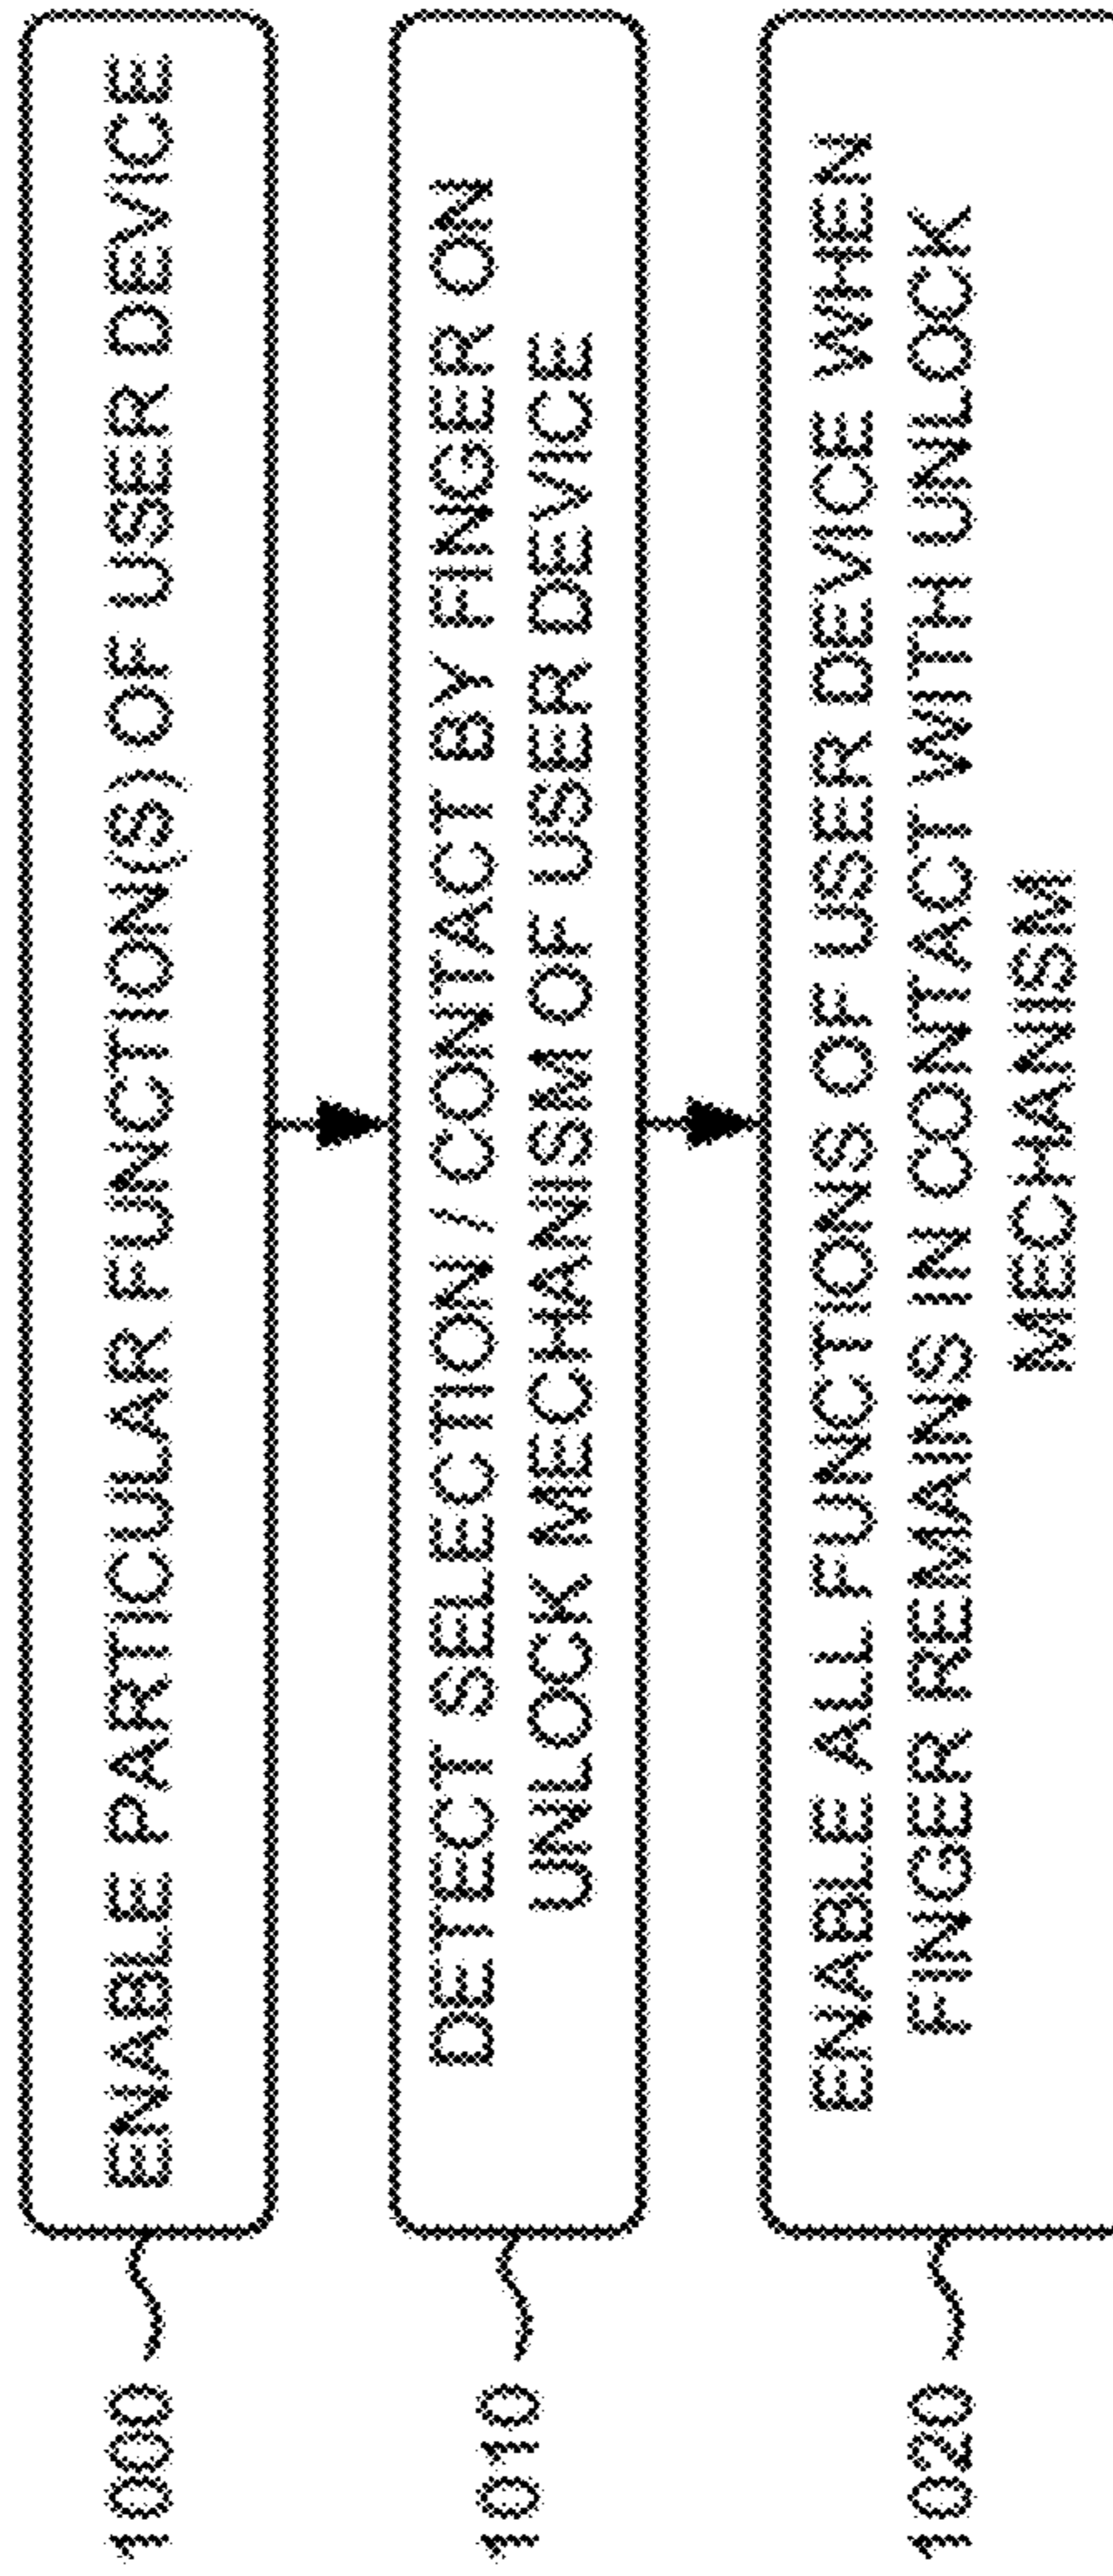 1000
ENABLE PARTICULAR FUNCTION(S) OF USER DEVICE
1010
DETECT SELECTION / CONTACT BY FINGER ON
UNLOCK MECHANISM OF USER DEVICE
1020
ENABLE ALL FUNCTIONS OF USER DEVICE WHEN
FINGER REMAINS IN CONTACT WITH UNLOCK
MECHANISM